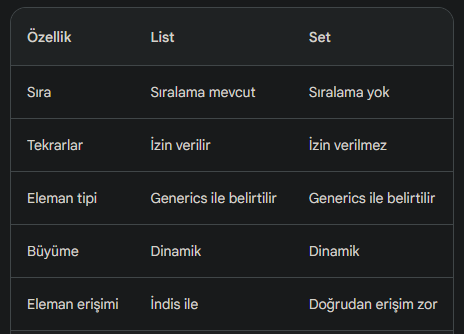 Özellik List Set
Sıra Sıralama mevcut Sıralama yok
Tekrarlar İzin verilir İzin verilmez
Eleman tipi Generics ile belirtilir Generics ile belirtilir
Büyüme Dinamik Dinamik
Eleman erişimi İndis ile Doğrudan erişim zor